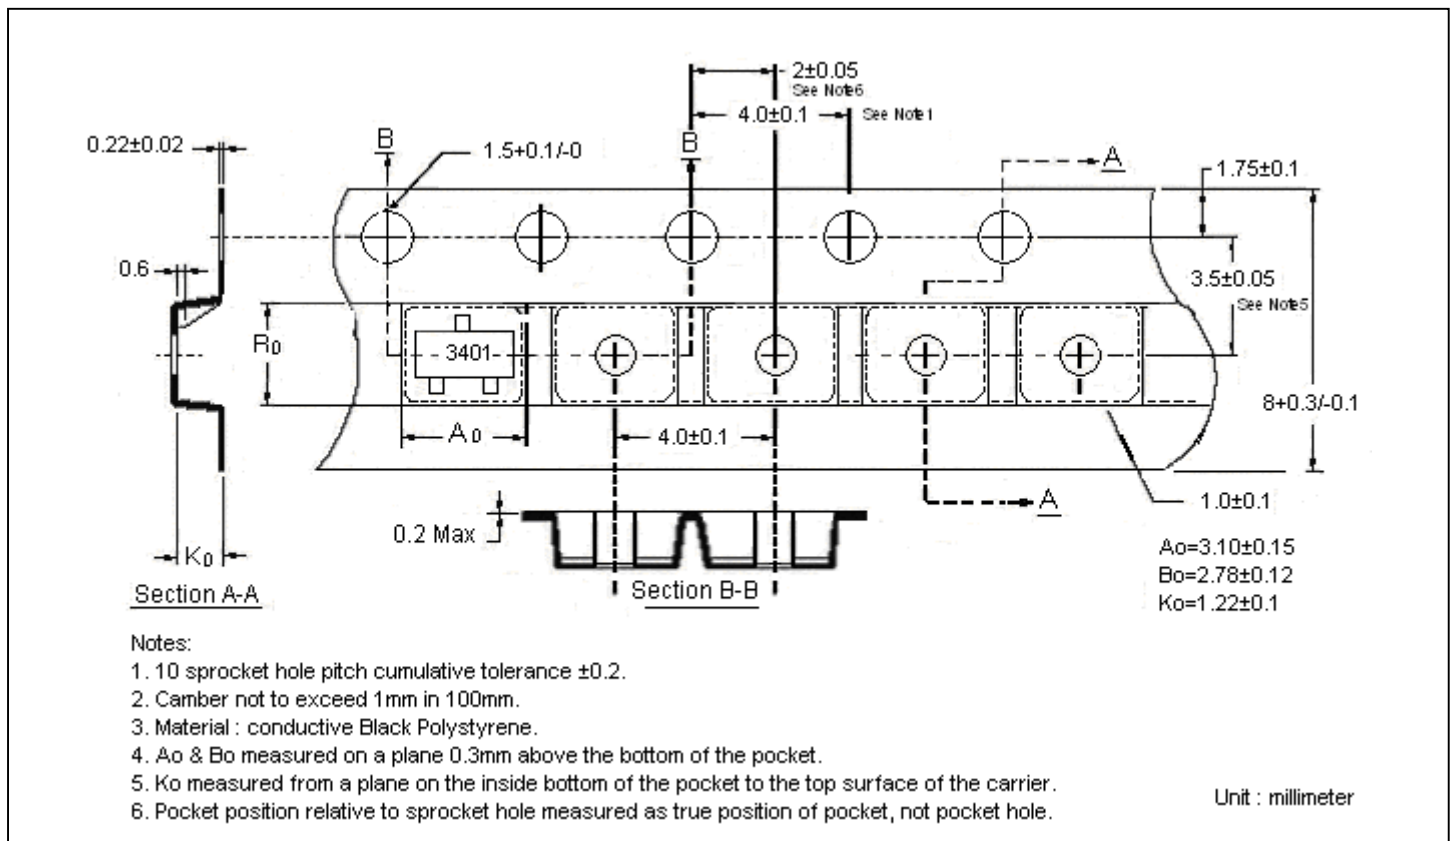 2±0.05
See Note6
4.0±0.1 See Note1
0.22±0.02
B
1.5+0.1/-0
B
A
1.75±0.1
0.6
3.5±0.05
See Note5
R0
3401
8+0.3/-0.1
A0
4.0±0.1
A
1.0±0.1
0.2 Max
K0
Section A-A
Section B-B
Ao=3.10±0.15
Bo=2.78±0.12
Ko=1.22±0.1
Notes:
1. 10 sprocket hole pitch cumulative tolerance ±0.2.
2. Camber not to exceed 1mm in 100mm.
3. Material : conductive Black Polystyrene.
4. Ao & Bo measured on a plane 0.3mm above the bottom of the pocket.
5. Ko measured from a plane on the inside bottom of the pocket to the top surface of the carrier.
6. Pocket position relative to sprocket hole measured as true position of pocket, not pocket hole.
Unit : millimeter